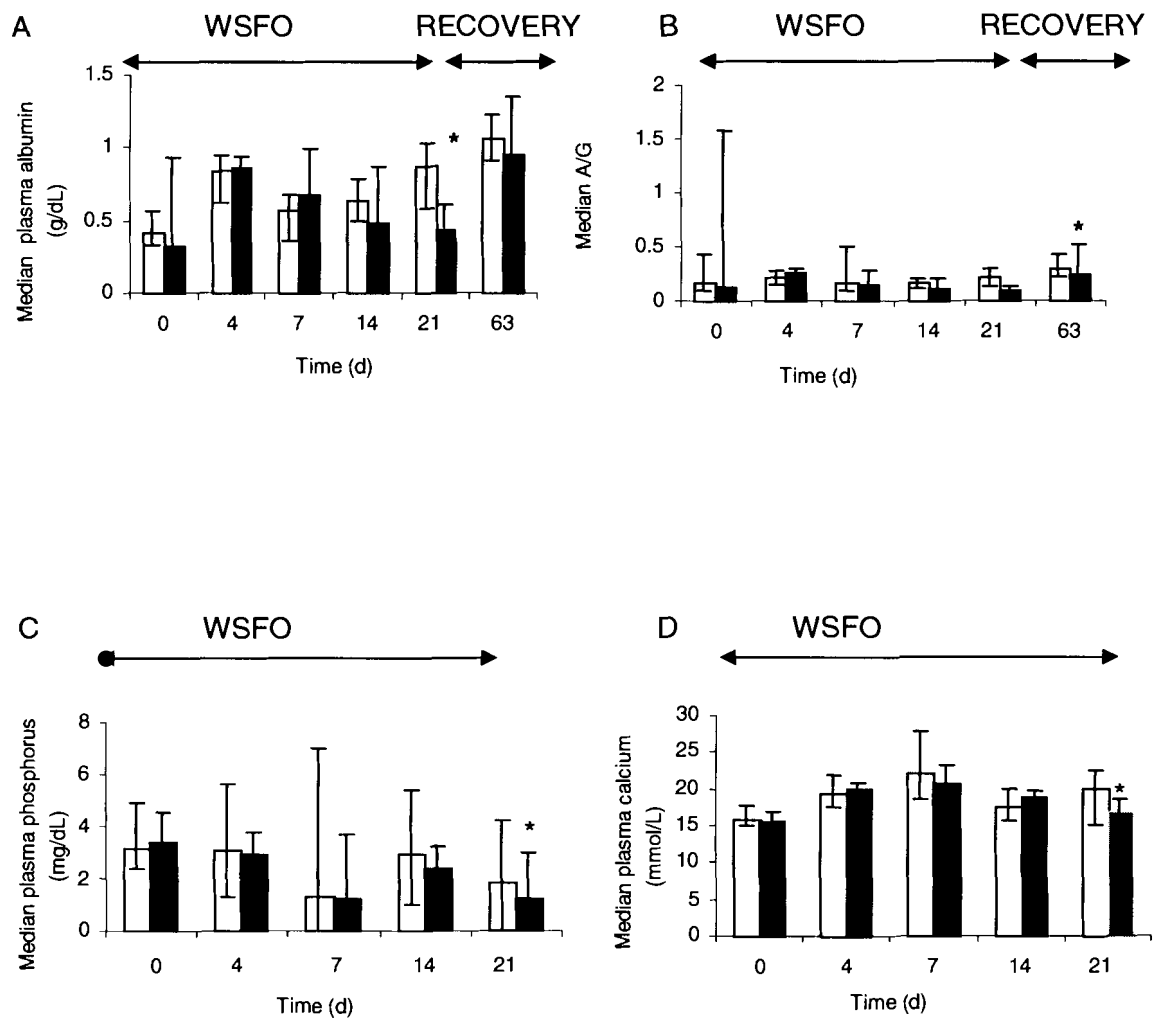 A
WSFO
RECOVERY
Median plasma albumin
(g/dL)
1.5
1
0.5
0
*
0 4 7 14 21 63
Time (d)
B
WSFO
RECOVERY
Median A/G
2
1.5
1
0.5
0
*
0 4 7 14 21 63
Time (d)
C
WSFO
Median plasma phosphorus
(mg/dL)
8
6
4
2
0
*
0 4 7 14 21
Time (d)
D
WSFO
Median plasma calcium
(mmol/L)
30
25
20
15
10
5
0
*
0 4 7 14 21
Time (d)